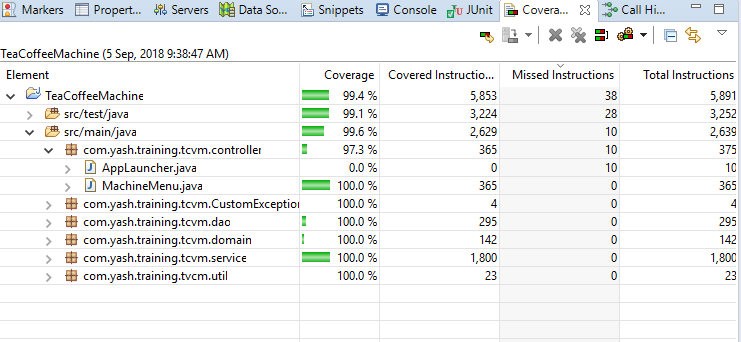 Markers Propert... Servers Data So... Snippets Console JUnit Covera... Call Hi...
TeaCoffeeMachine (5 Sep, 2018 9:38:47 AM)
Element Coverage Covered Instructio... Missed Instructions Total Instructions
TeaCoffeeMachine 99.4 % 5,853 38 5,891
src/test/java 99.1 % 3,224 28 3,252
src/main/java 99.6 % 2,629 10 2,639
com.yash.training.tcvm.controller 97.3 % 365 10 375
AppLauncher.java 0.0 % 0 10 10
MachineMenu.java 100.0 % 365 0 365
com.yash.training.tcvm.CustomException 100.0 % 4 0 4
com.yash.training.tcvm.dao 100.0 % 295 0 295
com.yash.training.tcvm.domain 100.0 % 142 0 142
com.yash.training.tcvm.service 100.0 % 1,800 0 1,800
com.yash.training.tcvm.util 100.0 % 23 0 23